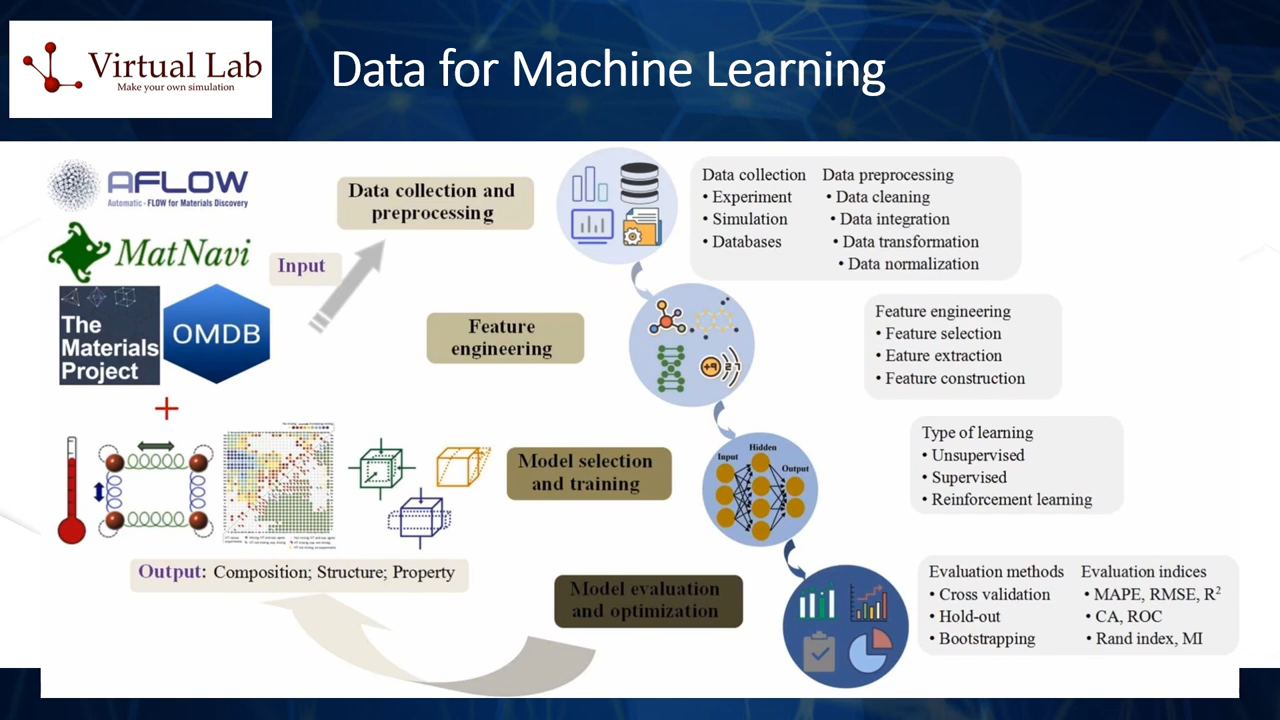 Virtual Lab
Make your own simulation
Data for Machine Learning
AFLOW
Automatic - FLOW for Materials Discovery
MatNavi
The
Materials
Project
OMDB
Input
Data collection and
preprocessing
Data collection
• Experiment
• Simulation
• Databases
Data preprocessing
• Data cleaning
• Data integration
• Data transformation
• Data normalization
Feature
engineering
Feature engineering
• Feature selection
• Eature extraction
• Feature construction
+
Model selection
and training
Input
Hidden
Output
Type of learning
• Unsupervised
• Supervised
• Reinforcement learning
Output: Composition; Structure; Property
Model evaluation
and optimization
Evaluation methods
• Cross validation
• Hold-out
• Bootstrapping
Evaluation indices
• MAPE, RMSE, R²
• CA, ROC
• Rand index, MI